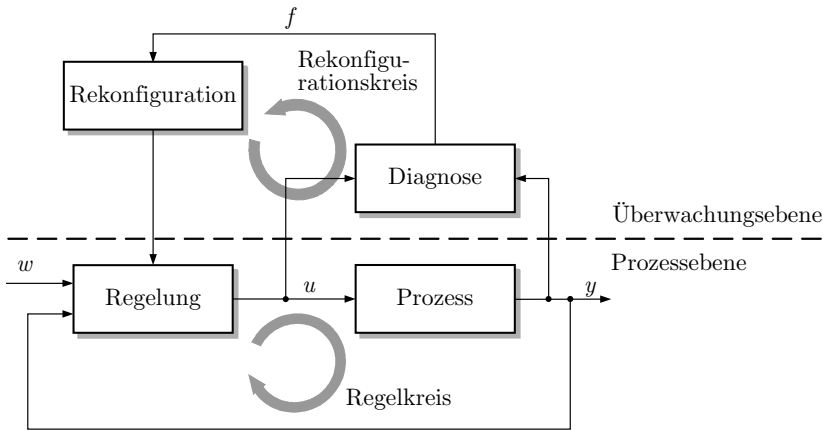 f
Rekonfigu-
rationskreis
Rekonfiguration
Diagnose
Überwachungsebene
Prozessebene
w
Regelung
u
Prozess
y
Regelkreis